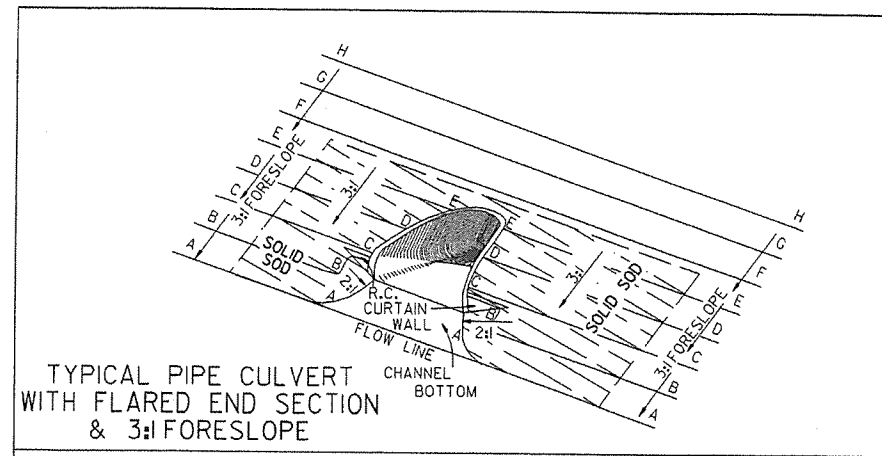 H
G
F
E
D
C
B
A
3:1 FORESLOPE
3:1
SOLID
SOD
E
D
C
B
A
2:1
E
D
C
B
A
2:1
R.C.
CURTAIN
WALL
FLOW LINE
CHANNEL
BOTTOM
3:1
SOLID SOD
H
G
F
E
D
C
B
A
3:1 FORESLOPE
TYPICAL PIPE CULVERT
WITH FLARED END SECTION
& 3:1 FORESLOPE